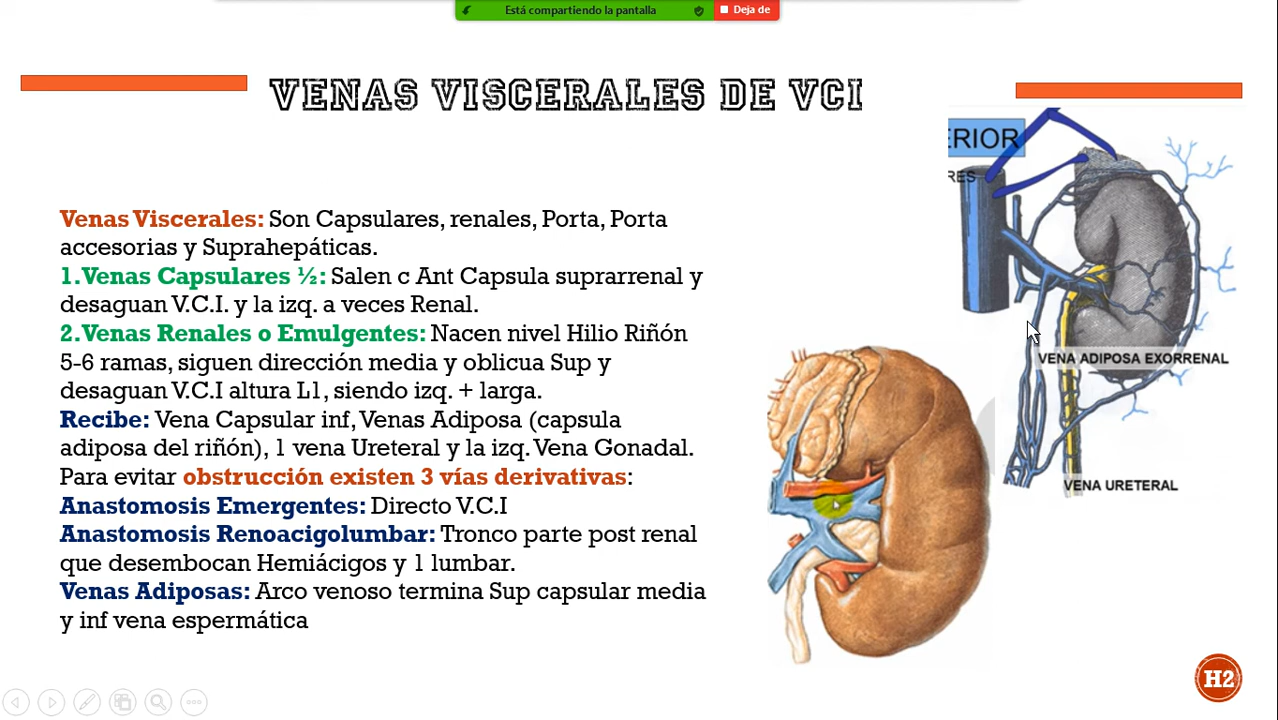 Está compartiendo la pantalla
Deja de
VENAS VISCERALES DE VCI
Venas Viscerales: Son Capsulares, renales, Porta, Porta
accesorias y Suprahepáticas.
1.Venas Capsulares ½: Salen c Ant Capsula suprarrenal y
desaguan V.C.I. y la izq. a veces Renal.
2.Venas Renales o Emulgentes: Nacen nivel Hilio Riñón
5-6 ramas, siguen dirección media y oblicua Sup y
desaguan V.C.I altura L1, siendo izq. + larga.
Recibe: Vena Capsular inf, Venas Adiposa (capsula
adiposa del riñón), 1 vena Ureteral y la izq. Vena Gonadal.
Para evitar obstrucción existen 3 vías derivativas:
Anastomosis Emergentes: Directo V.C.I
Anastomosis Renoacigolumbar: Tronco parte post renal
que desembocan Hemiácigos y 1 lumbar.
Venas Adiposas: Arco venoso termina Sup capsular media
y inf vena espermática
ERIOR
RES
VENA ADIPOSA EXORRENAL
VENA URETERAL
H2